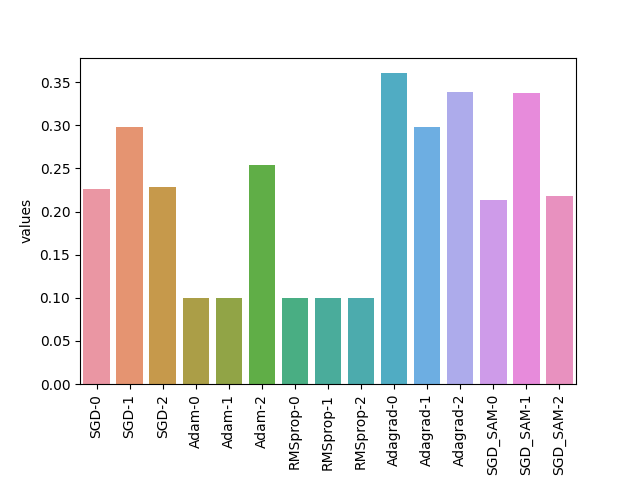 0.35
0.30
0.25
0.20
0.15
0.10
0.05
0.00
values
SGD-0
SGD-1
SGD-2
Adam-0
Adam-1
Adam-2
RMSprop-0
RMSprop-1
RMSprop-2
Adagrad-0
Adagrad-1
Adagrad-2
SGD_SAM-0
SGD_SAM-1
SGD_SAM-2